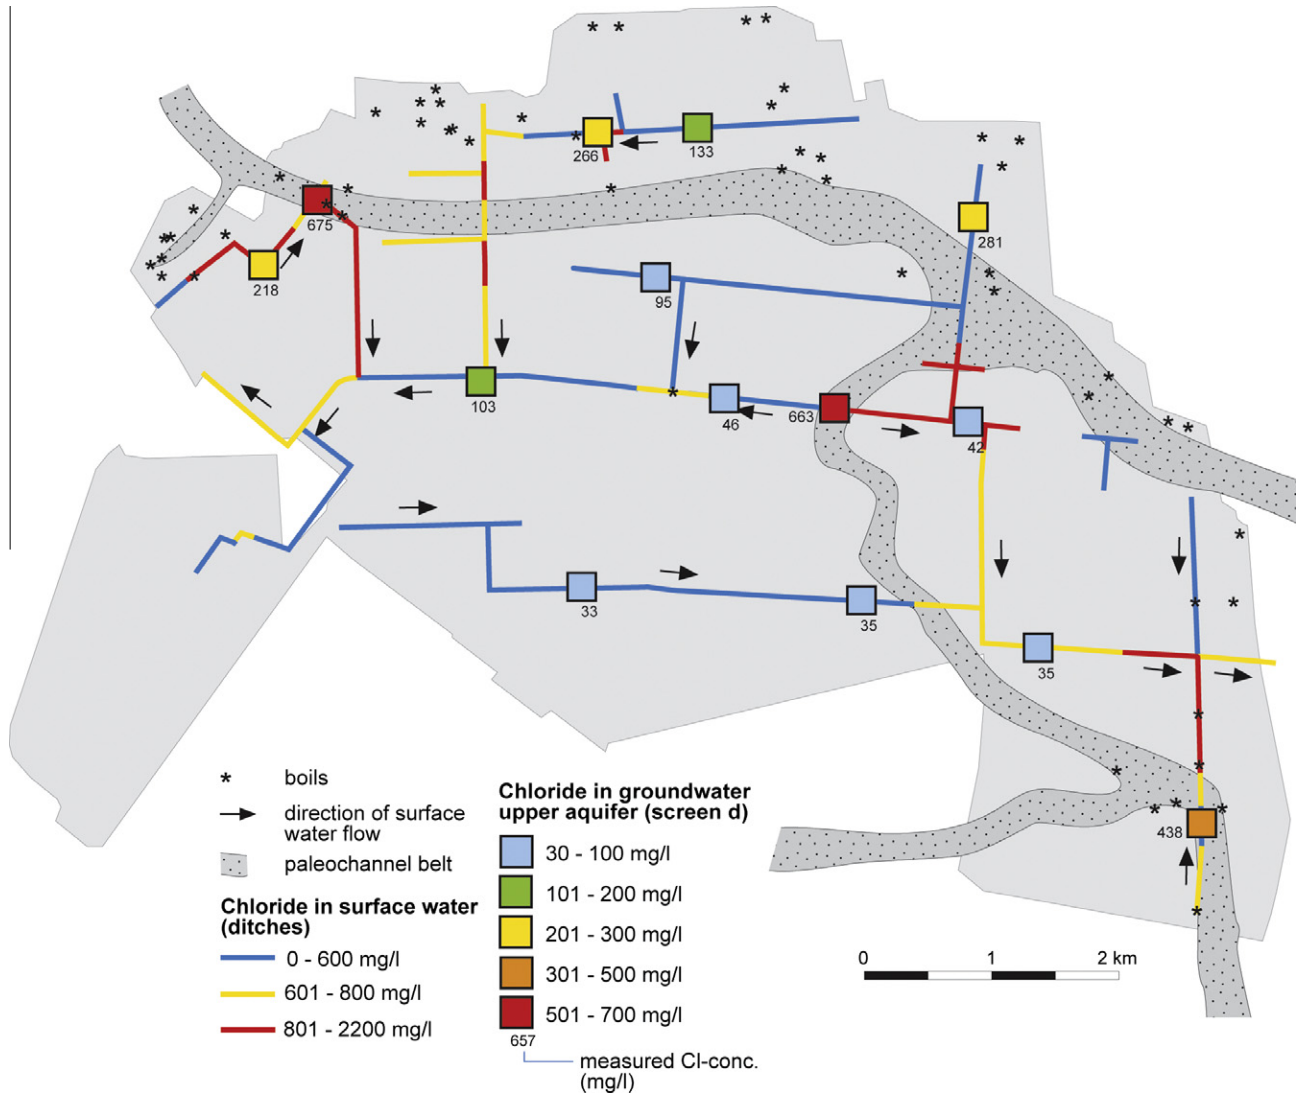 266
133
675
281
218
95
103
46
663
42
33
35
35
438
* boils
direction of surface
water flow
paleochannel belt
Chloride in surface water
(ditches)
0 - 600 mg/l
601 - 800 mg/l
801 - 2200 mg/l
Chloride in groundwater
upper aquifer (screen d)
30 - 100 mg/l
101 - 200 mg/l
201 - 300 mg/l
301 - 500 mg/l
501 - 700 mg/l
657
measured Cl-conc.
(mg/l)
0 1 2 km